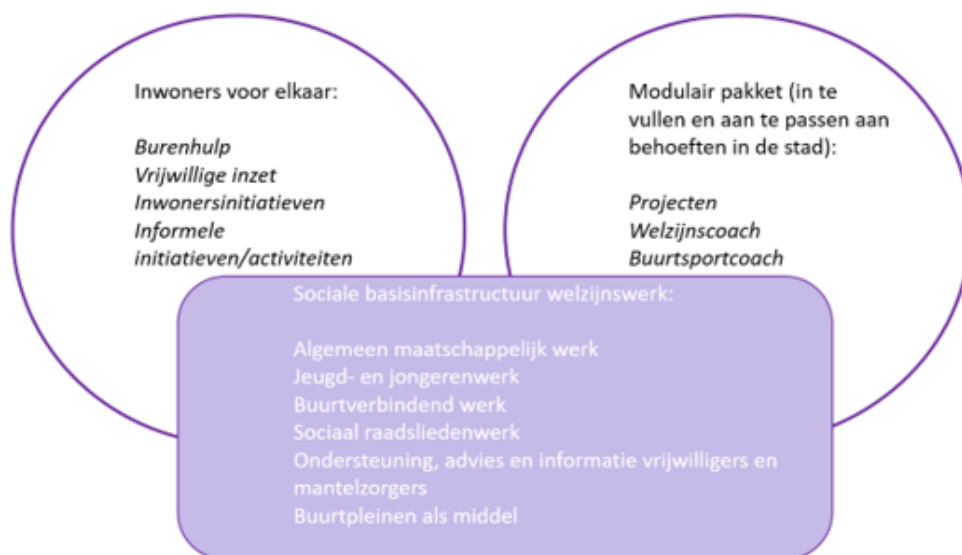 Inwoners voor elkaar:
Burenhulp
Vrijwillige inzet
Inwonersinitiatieven
Informele
initiatieven/activiteiten
Modulair pakket (in te
vullen en aan te passen aan
behoeften in de stad):
Projecten
Welzijnscoach
Buurtsportcoach
Sociale basisinfrastructuur welzijnswerk:
Algemeen maatschappelijk werk
Jeugd- en jongerenwerk
Buurtverbindend werk
Sociaal raadsliedenwerk
Ondersteuning, advies en informatie vrijwilligers en
mantelzorgers
Buurtpleinen als middel